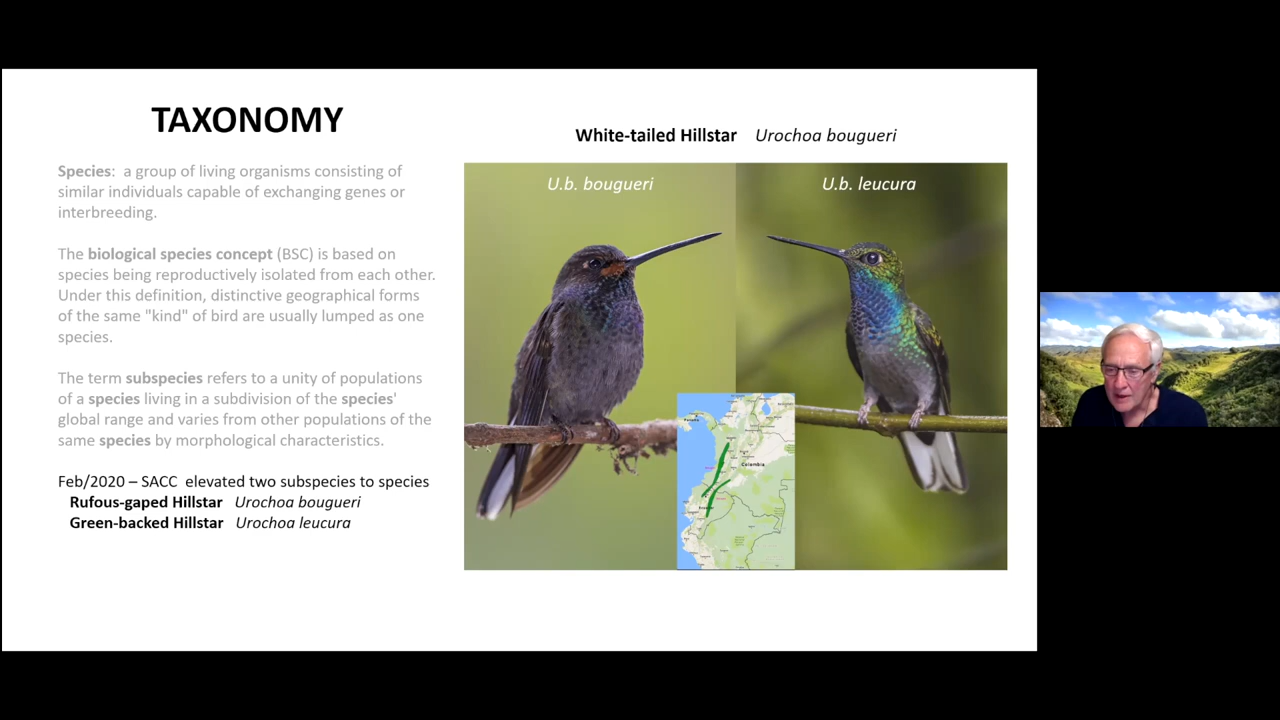 TAXONOMY
Species:  a group of living organisms consisting of
similar individuals capable of exchanging genes or
interbreeding.
The biological species concept (BSC) is based on
species being reproductively isolated from each other.
Under this definition, distinctive geographical forms
of the same "kind" of bird are usually lumped as one
species.
The term subspecies refers to a unity of populations
of a species living in a subdivision of the species'
global range and varies from other populations of the
same species by morphological characteristics.
Feb/2020 – SACC  elevated two subspecies to species
Rufous-gaped Hillstar   Urochoa bougueri
Green-backed Hillstar   Urochoa leucura
White-tailed Hillstar    Urochoa bougueri
U.b. bougueri
U.b. leucura
Panama
Colombia
Ecuador